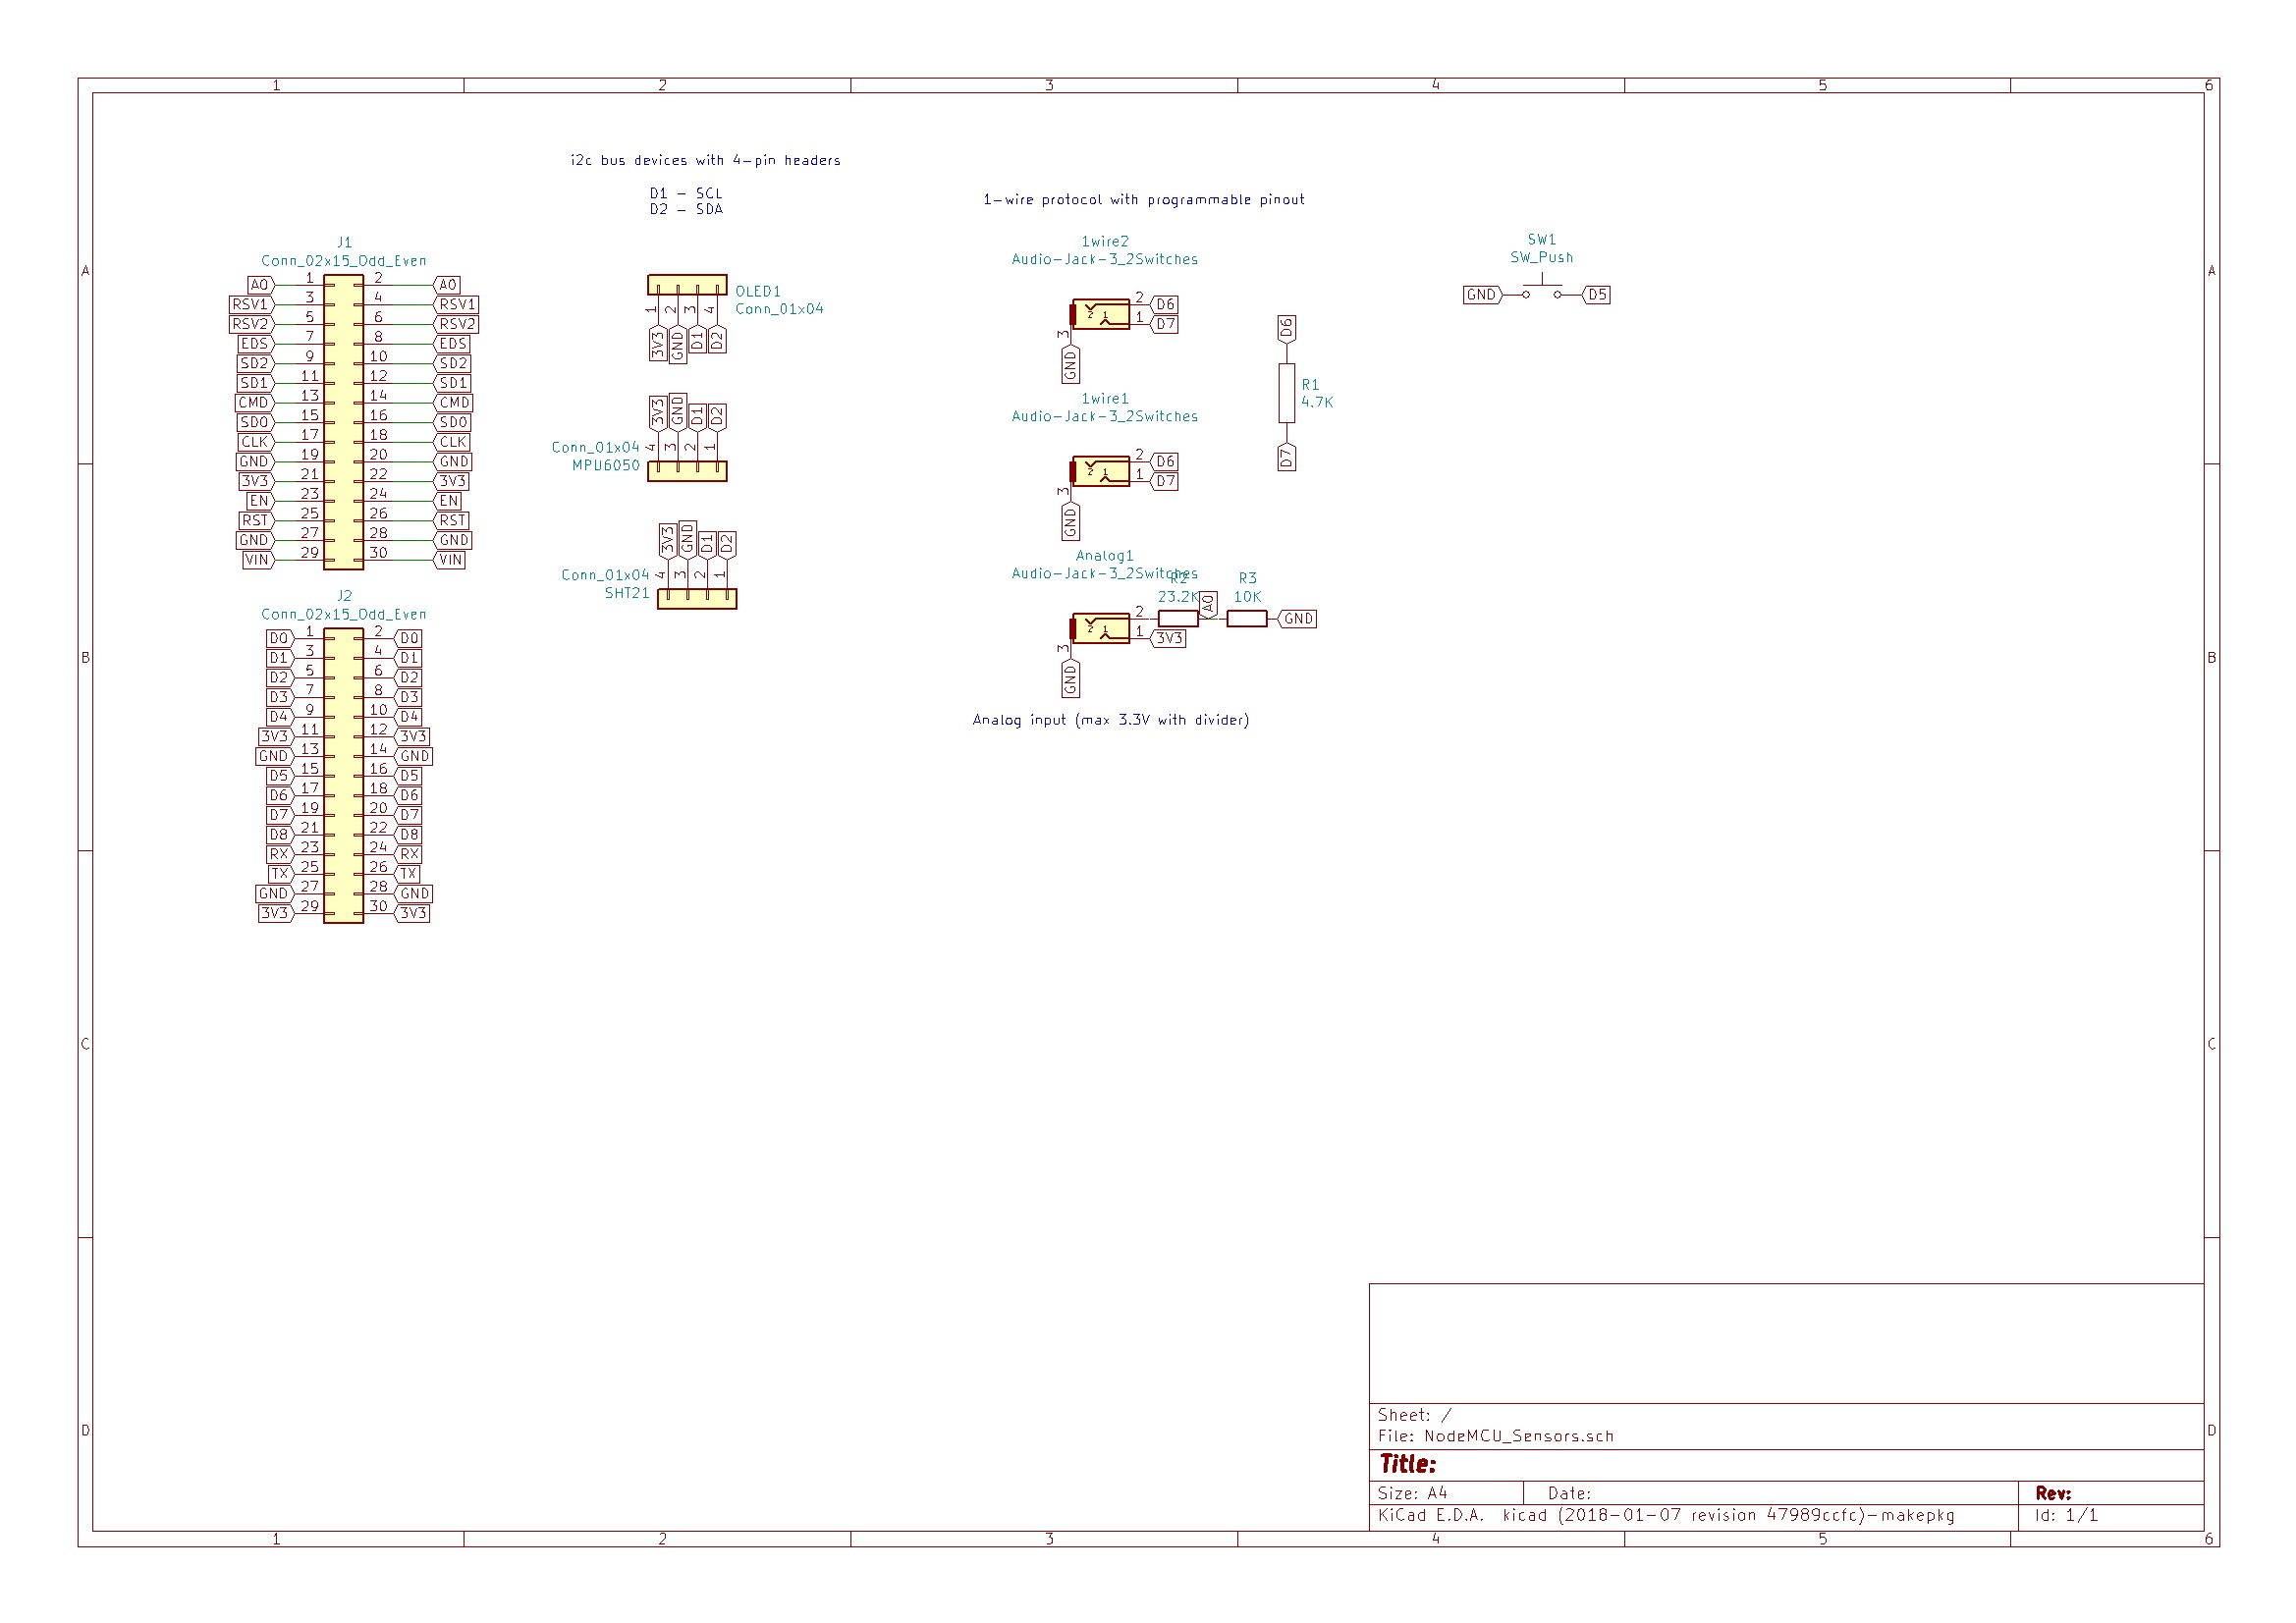 1 2 3 4 5 6
A
B
C
D
A
B
C
D
1 2 3 4 5 6
i2c bus devices with 4-pin headers
D1 - SCL
D2 - SDA
1-wire protocol with programmable pinout
J1
Conn_02x15_Odd_Even
A0 1 2 A0
RSV1 3 4 RSV1
RSV2 5 6 RSV2
EDS 7 8 EDS
SD2 9 10 SD2
SD1 11 12 SD1
CMD 13 14 CMD
SD0 15 16 SD0
CLK 17 18 CLK
GND 19 20 GND
3V3 21 22 3V3
EN 23 24 EN
RST 25 26 RST
GND 27 28 GND
VIN 29 30 VIN
J2
Conn_02x15_Odd_Even
D0 1 2 D0
D1 3 4 D1
D2 5 6 D2
D3 7 8 D3
D4 9 10 D4
3V3 11 12 3V3
GND 13 14 GND
D5 15 16 D5
D6 17 18 D6
D7 19 20 D7
D8 21 22 D8
RX 23 24 RX
TX 25 26 TX
GND 27 28 GND
3V3 29 30 3V3
OLED1
Conn_01x04
1 2 3 4
3V3 GND D1 D2
3V3 GND D1 D2
4 3 2 1
Conn_01x04
MPU6050
3V3 GND D1 D2
4 3 2 1
Conn_01x04
SHT21
1wire2
Audio-Jack-3_2Switches
2 D6
2 1
1 D7
3
GND
1wire1
Audio-Jack-3_2Switches
2 D6
2 1
1 D7
3
GND
Analog1
Audio-Jack-3_2Switches
2
2 1
1 3V3
3
GND
R2
23.2K
A0
R3
10K
GND
Analog input (max 3.3V with divider)
D6
R1
4.7K
D7
SW1
SW_Push
GND D5
Sheet: /
File: NodeMCU_Sensors.sch
Title:
Size: A4 Date: Rev:
KiCad E.D.A. kicad (2018-01-07 revision 47989ccfc)-makepkg Id: 1/1